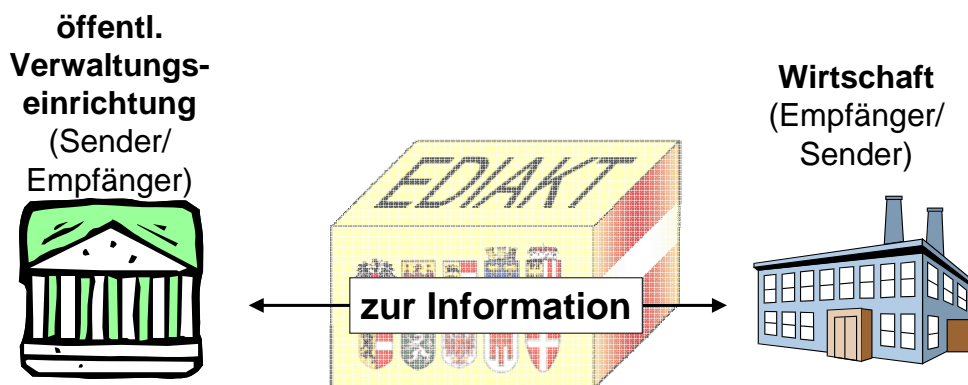 öffentl.
Verwaltungs-
einrichtung
(Sender/
Empfänger)
Wirtschaft
(Empfänger/
Sender)
EDIAKT
zur Information